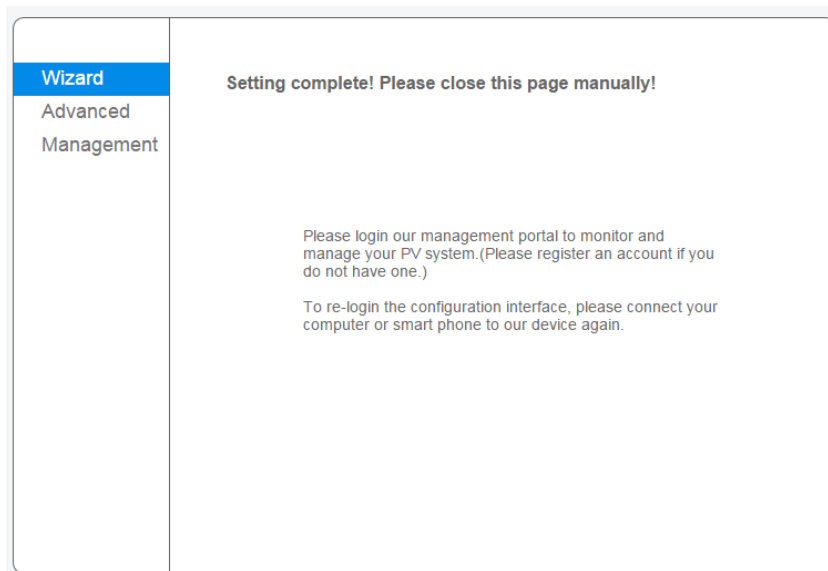 Wizard
Advanced
Management
Setting complete! Please close this page manually!
Please login our management portal to monitor and
manage your PV system.(Please register an account if you
do not have one.)
To re-login the configuration interface, please connect your
computer or smart phone to our device again.